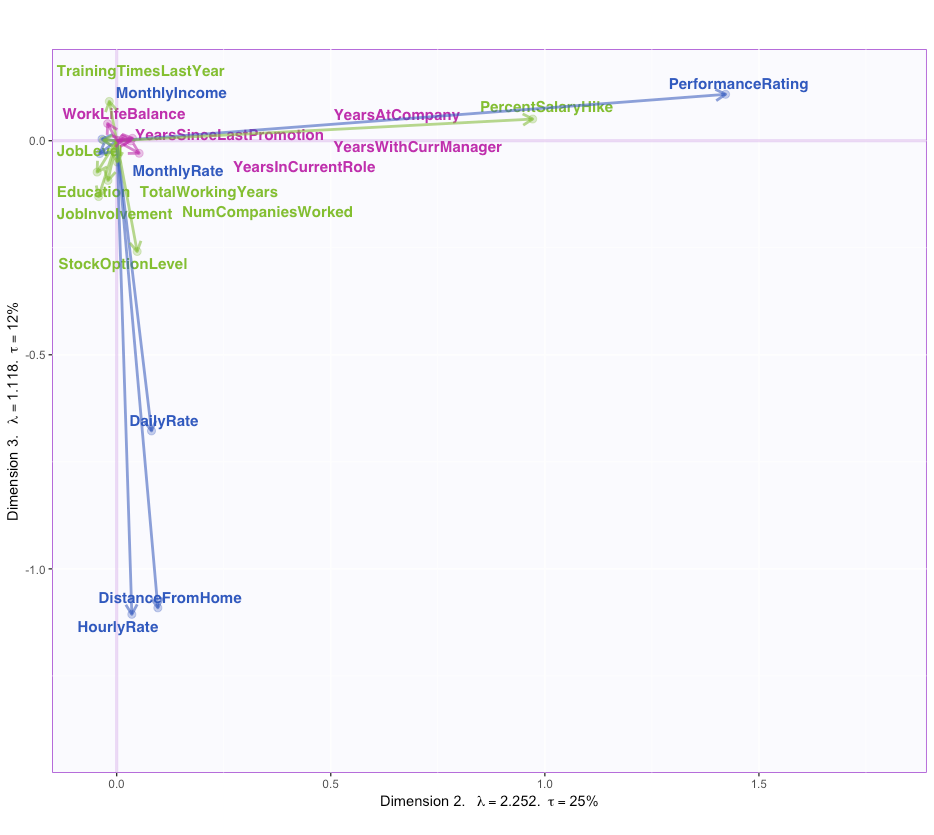 TrainingTimesLastYear
PerformanceRating
MonthlyIncome
PercentSalaryHike
WorkLifeBalance
YearsAtCompany
YearsSinceLastPromotion
0.0
YearsWithCurrManager
JobLe
YearsInCurrentRole
MonthlyRate
Education
TotalWorkingYears
NumCompaniesWorked
JobInvolvement
StockOptionLevel
-0.5
DailyRate
-1.0
DistanceFromHome
HourlyRate
Dimension 3. λ = 1.118. τ = 12%
0.0
0.5
1.0
1.5
Dimension 2. λ = 2.252. τ = 25%